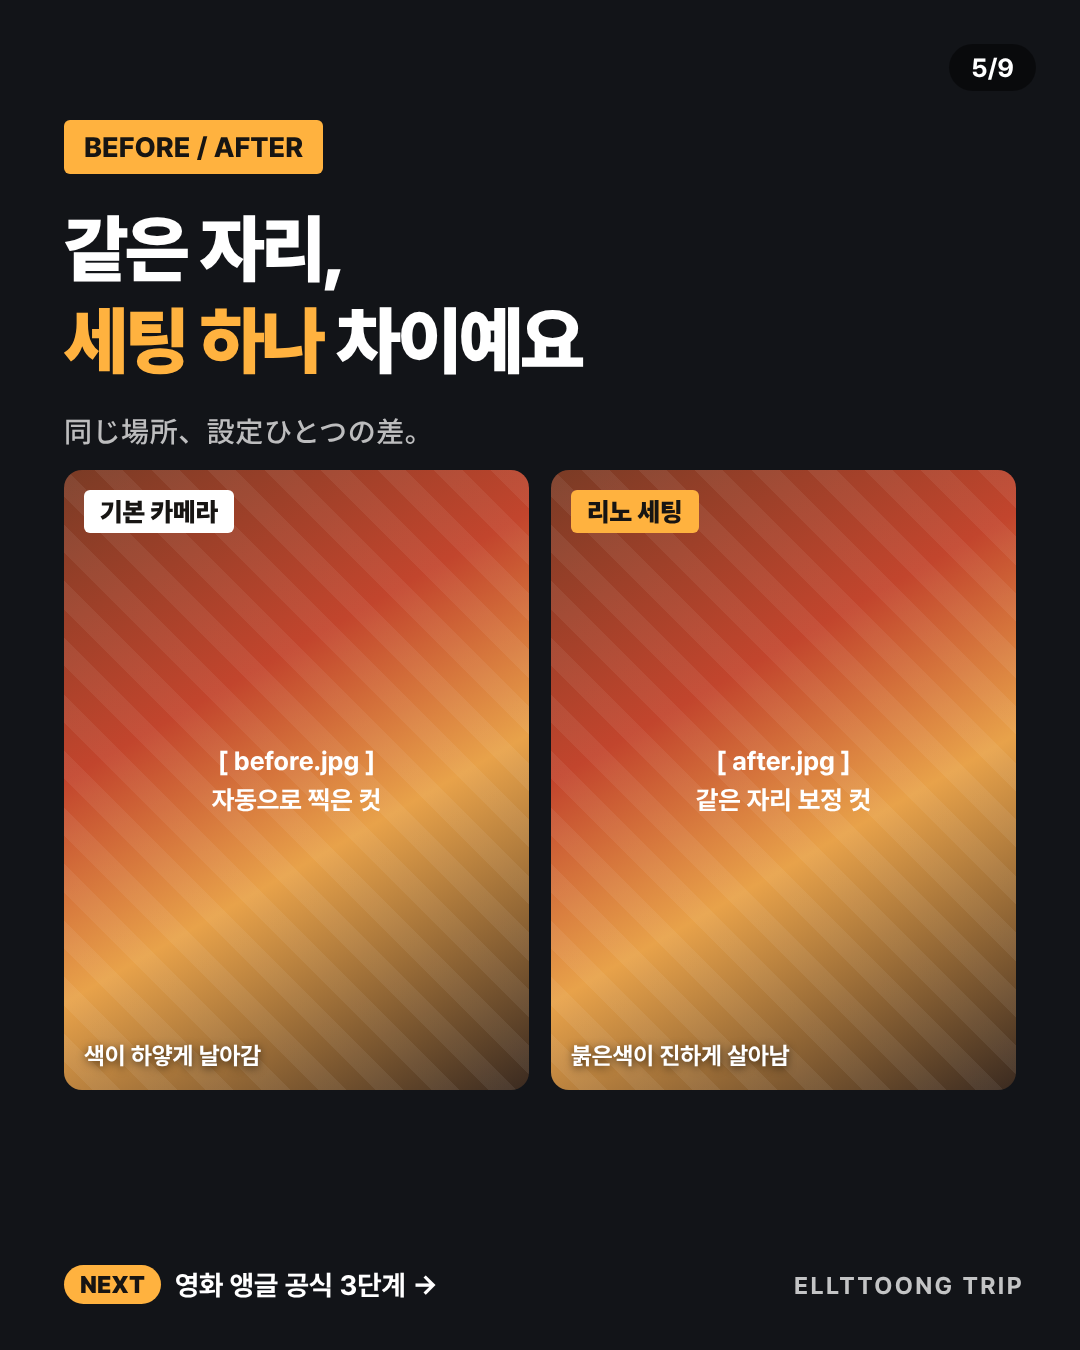 5/9
BEFORE / AFTER
같은 자리,
세팅 하나 차이예요
同じ場所、設定ひとつの差。
기본 카메라
[ before.jpg ]
자동으로 찍은 컷
색이 하얗게 날아감
리노 세팅
[ after.jpg ]
같은 자리 보정 컷
붉은색이 진하게 살아남
NEXT 영화 앵글 공식 3단계 →
ELLTTOONG TRIP